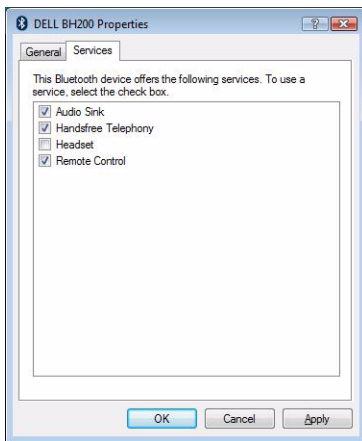 DELL BH200 Properties
General Services
This Bluetooth device offers the following services. To use a
service, select the check box.
Audio Sink
Handsfree Telephony
Headset
Remote Control
OK Cancel Apply